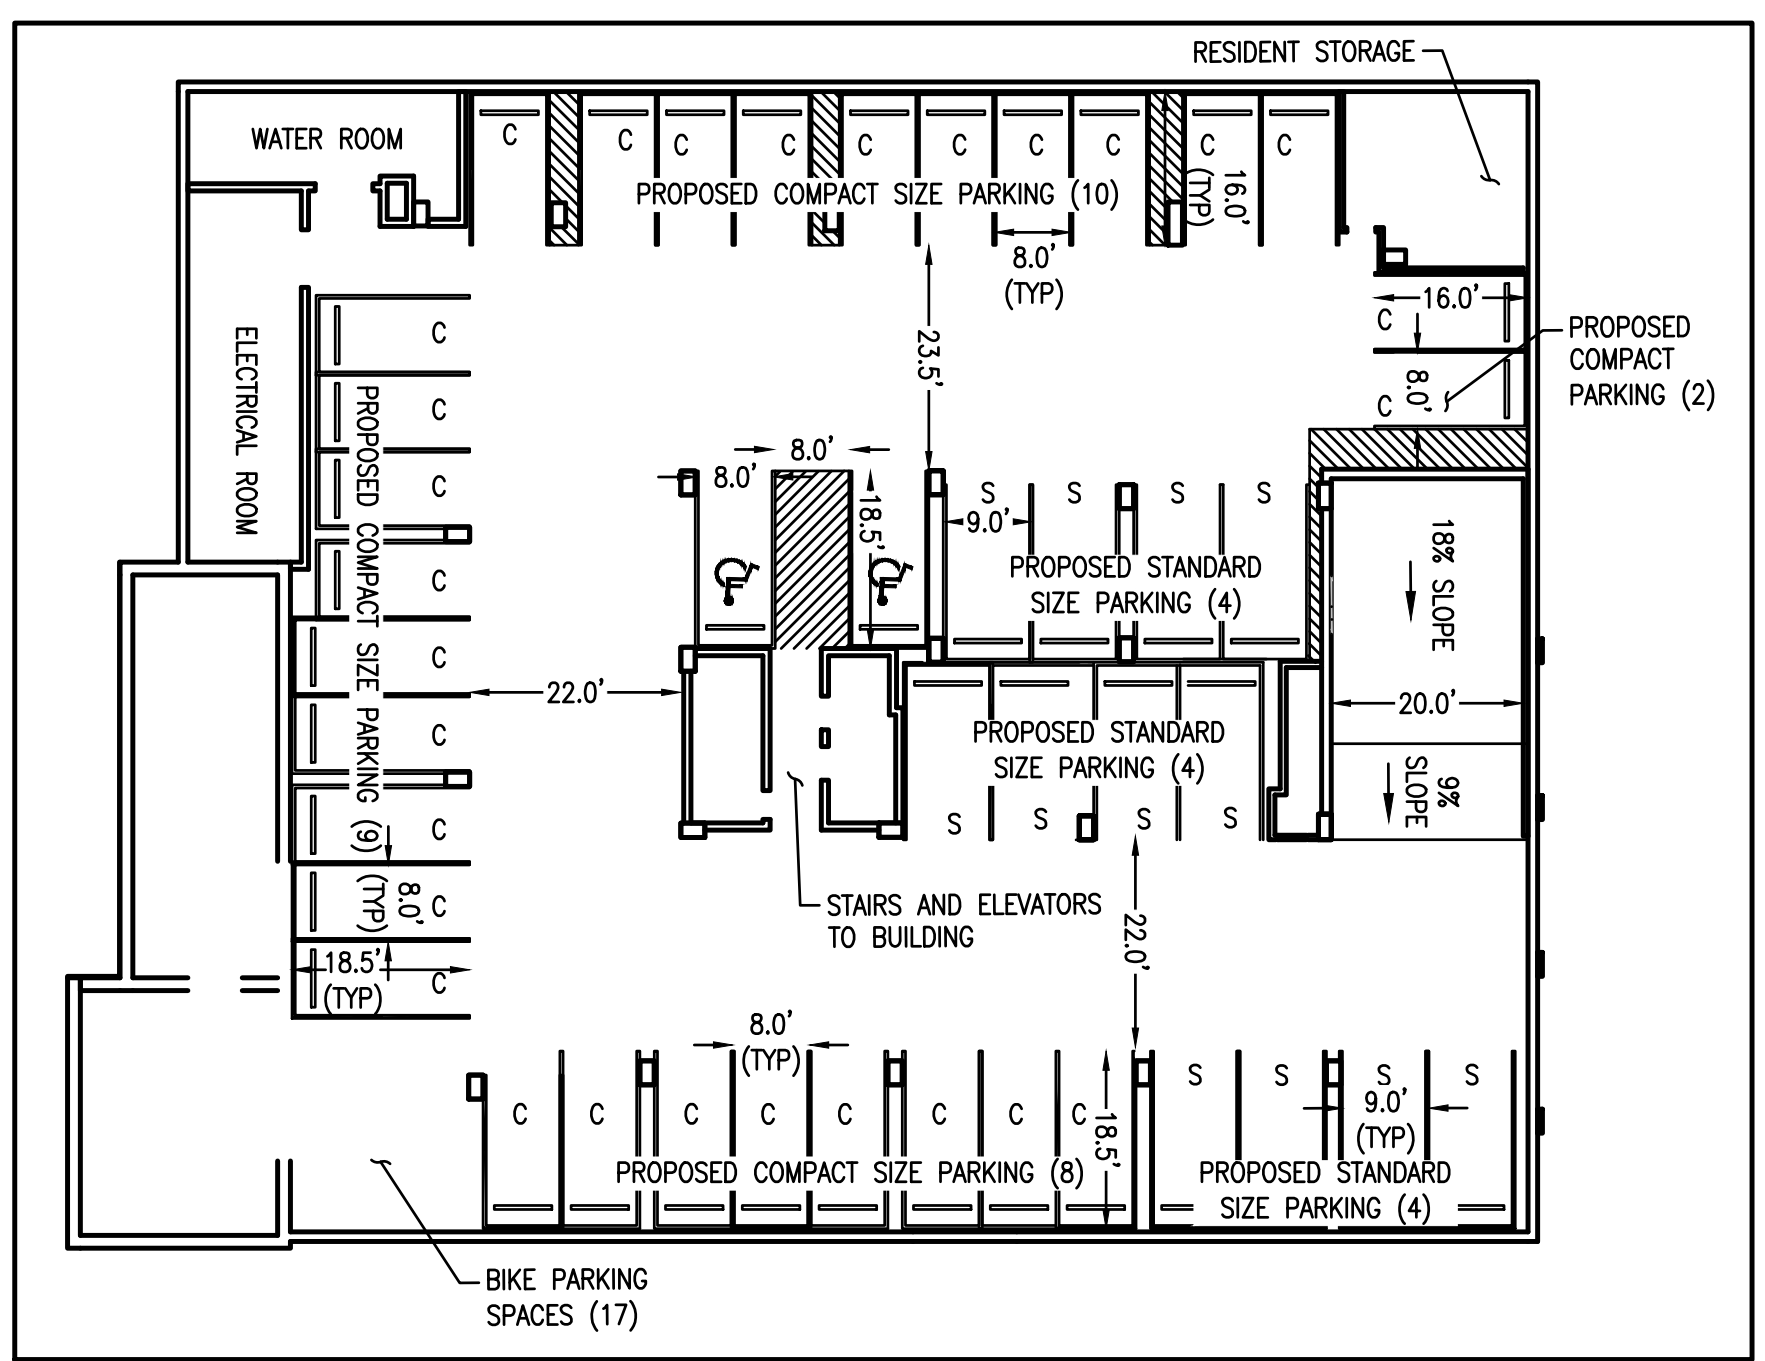 RESIDENT STORAGE
WATER ROOM
C
C
C
C
C
C
C
C
C
C
PROPOSED COMPACT SIZE PARKING (10)
16.0'
(TYP)
8.0'
(TYP)
23.5'
16.0'
C
8.0'
C
PROPOSED
COMPACT
PARKING (2)
ELECTRICAL ROOM
C
C
C
C
C
C
C
C
C
PROPOSED COMPACT SIZE PARKING (9)
8.0'
(TYP)
18.5'
(TYP)
8.0'
8.0'
18.5'
S
S
S
S
9.0'
PROPOSED STANDARD
SIZE PARKING (4)
18% SLOPE
22.0'
20.0'
PROPOSED STANDARD
SIZE PARKING (4)
9%
SLOPE
S
S
S
S
STAIRS AND ELEVATORS
TO BUILDING
22.0'
8.0'
(TYP)
C
C
C
C
C
C
C
C
18.5'
S
S
S
S
9.0'
(TYP)
PROPOSED COMPACT SIZE PARKING (8)
PROPOSED STANDARD
SIZE PARKING (4)
BIKE PARKING
SPACES (17)